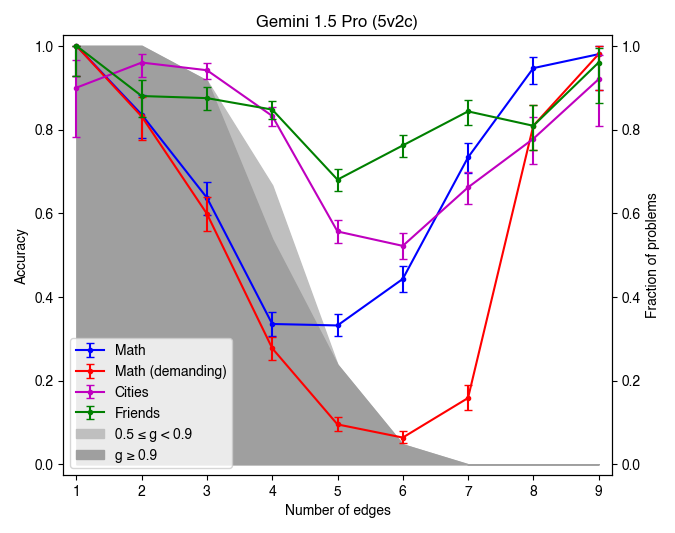 Gemini 1.5 Pro (5v2c)
1.0
0.8
0.6
0.4
0.2
0.0
Accuracy
1.0
0.8
0.6
0.4
0.2
0.0
Fraction of problems
Math
Math (demanding)
Cities
Friends
0.5 ≤ g < 0.9
g ≥ 0.9
1 2 3 4 5 6 7 8 9
Number of edges